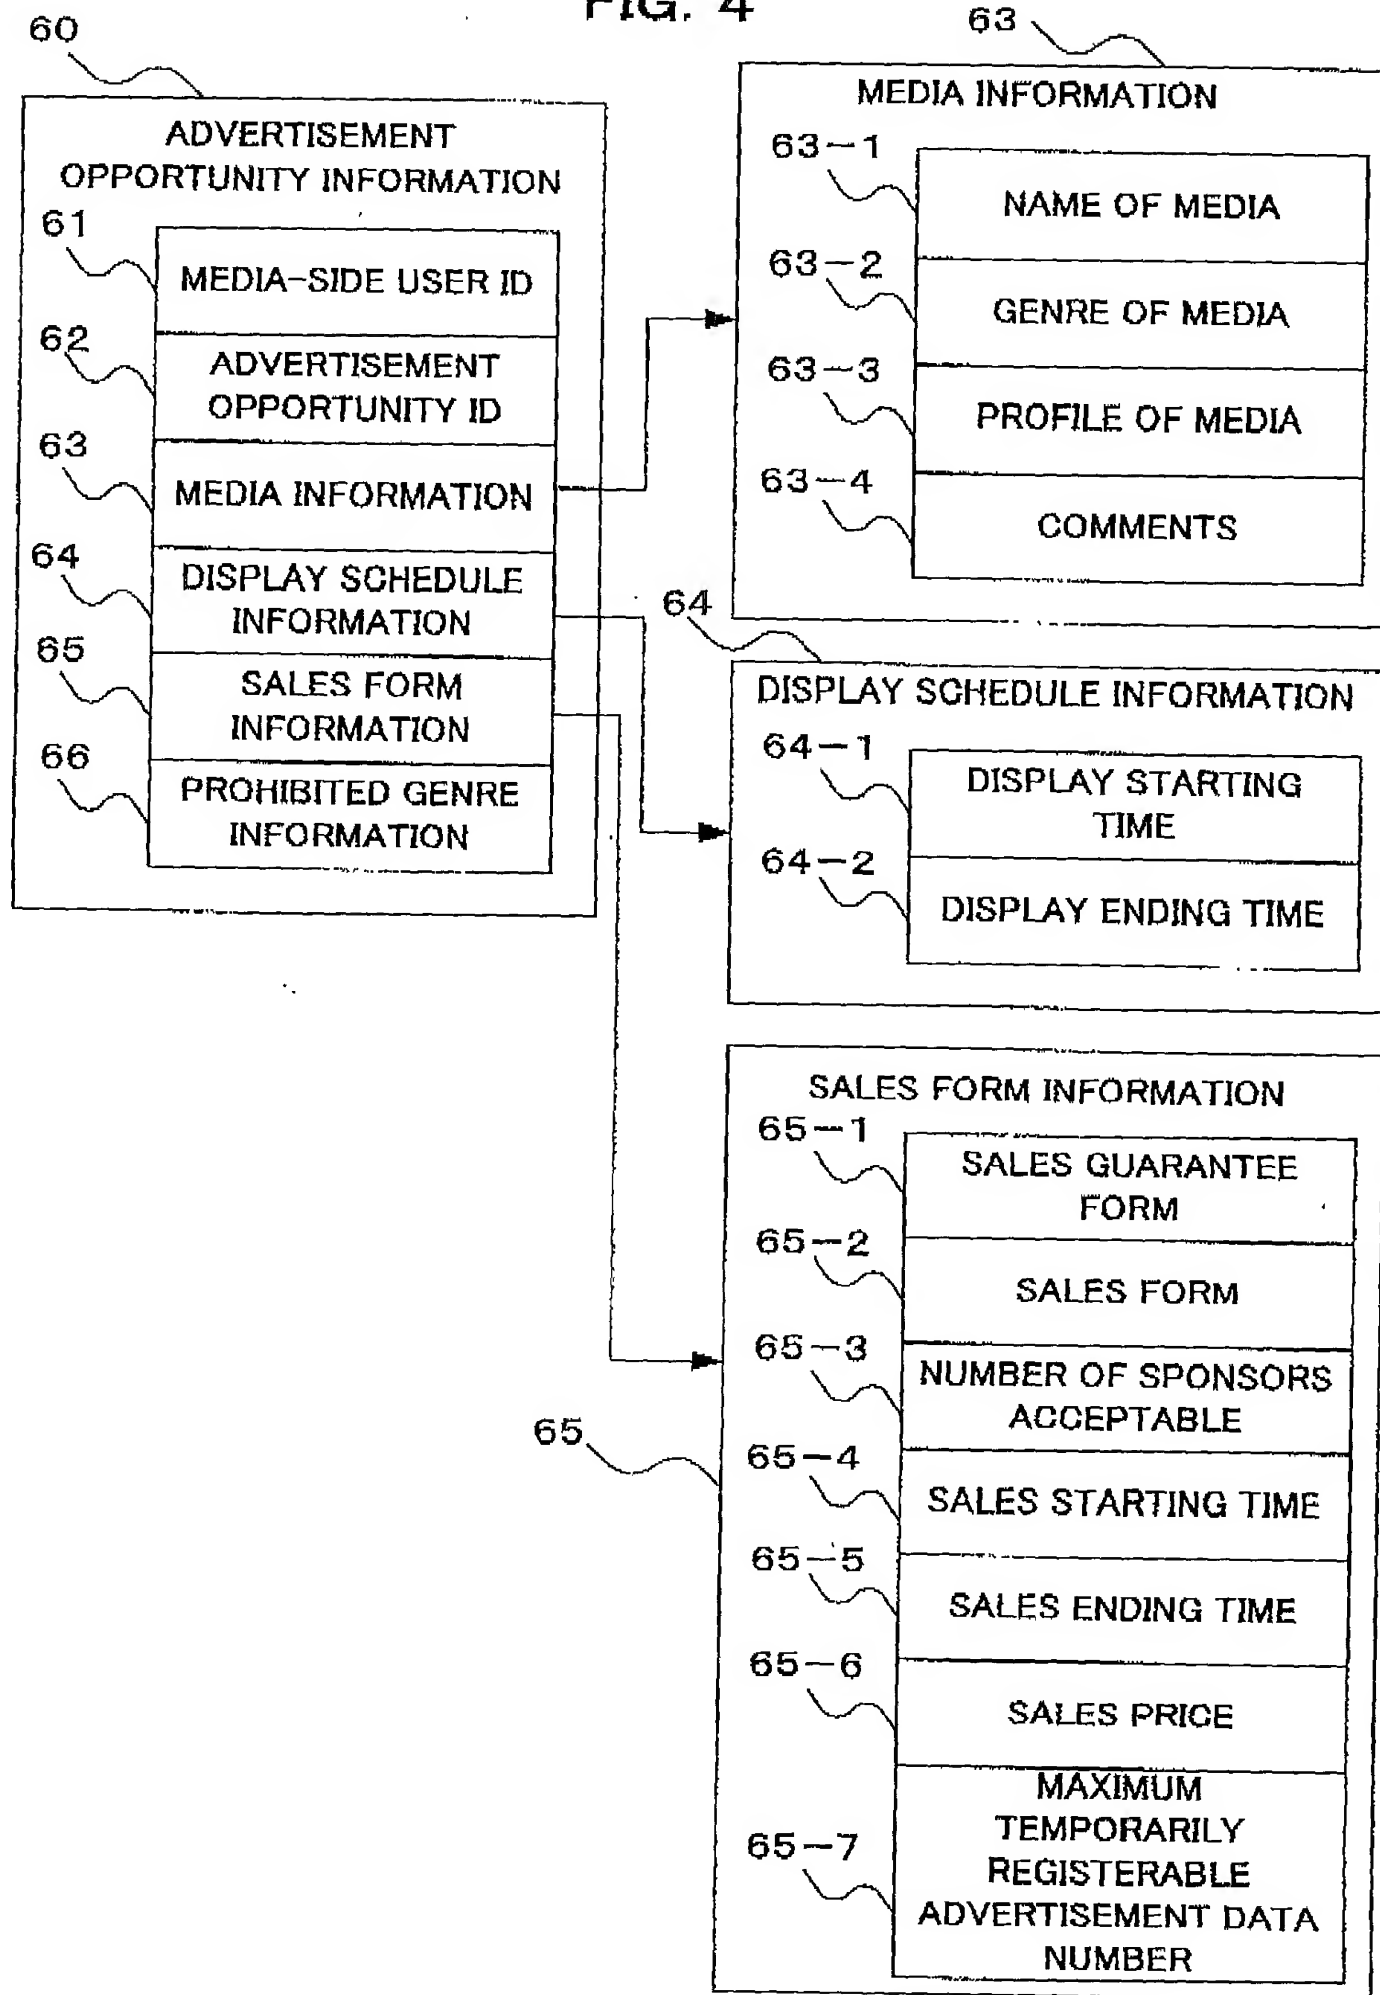 FIG. 4
60
ADVERTISEMENT
OPPORTUNITY INFORMATION
61
MEDIA-SIDE USER ID
62
ADVERTISEMENT
OPPORTUNITY ID
63
MEDIA INFORMATION
64
DISPLAY SCHEDULE
INFORMATION
65
SALES FORM
INFORMATION
66
PROHIBITED GENRE
INFORMATION
63
MEDIA INFORMATION
63-1
NAME OF MEDIA
63-2
GENRE OF MEDIA
63-3
PROFILE OF MEDIA
63-4
COMMENTS
64
DISPLAY SCHEDULE INFORMATION
64-1
DISPLAY STARTING
TIME
64-2
DISPLAY ENDING TIME
65
SALES FORM INFORMATION
65-1
SALES GUARANTEE
FORM
65-2
SALES FORM
65-3
NUMBER OF SPONSORS
ACCEPTABLE
65-4
SALES STARTING TIME
65-5
SALES ENDING TIME
65-6
SALES PRICE
65-7
MAXIMUM
TEMPORARILY
REGISTERABLE
ADVERTISEMENT DATA
NUMBER